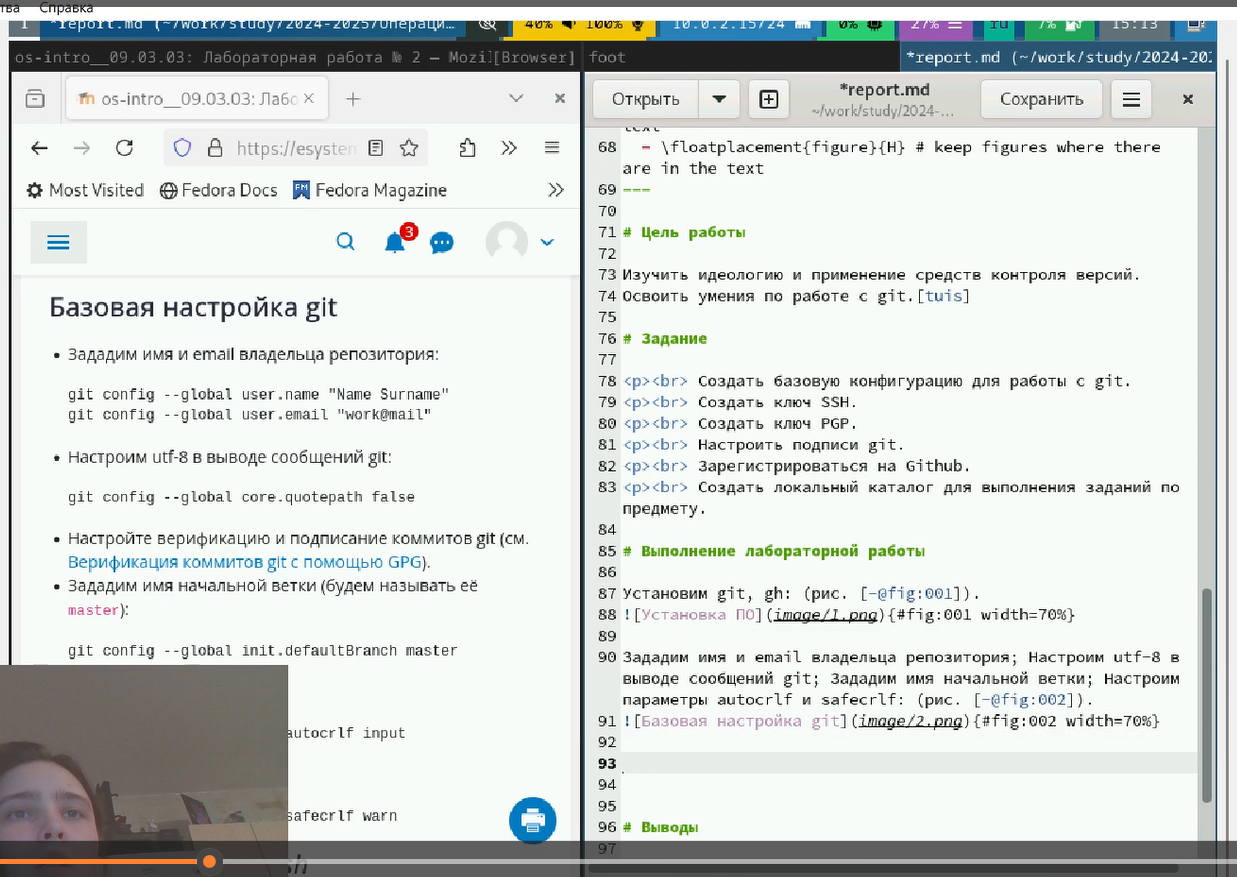 тва Справка
1 *report.md (~/work/study/2024-2025/Операци… 40% 100% 10.0.2.15/24 0% 27% ru 7% 15:13
os-intro__09.03.03: Лабораторная работа № 2 — Mozi[Browser] foot *report.md (~/work/study/2024-20
os-intro__09.03.03: Лабо
https://esystem
Most Visited Fedora Docs Fedora Magazine
3
Базовая настройка git
• Зададим имя и email владельца репозитория:
git config --global user.name "Name Surname"
git config --global user.email "work@mail"
• Настроим utf-8 в выводе сообщений git:
git config --global core.quotepath false
• Настройте верификацию и подписание коммитов git (см.
Верификация коммитов git с помощью GPG).
• Зададим имя начальной ветки (будем называть её
master):
git config --global init.defaultBranch master
autocrlf input
safecrlf warn
sh
Открыть *report.md Сохранить
~/work/study/2024-…
text
68 - \floatplacement{figure}{H} # keep figures where there
are in the text
69 ---
70
71 # Цель работы
72
73 Изучить идеологию и применение средств контроля версий.
74 Освоить умения по работе с git.[tuis]
75
76 # Задание
77
78 <p><br> Создать базовую конфигурацию для работы с git.
79 <p><br> Создать ключ SSH.
80 <p><br> Создать ключ PGP.
81 <p><br> Настроить подписи git.
82 <p><br> Зарегистрироваться на Github.
83 <p><br> Создать локальный каталог для выполнения заданий по
предмету.
84
85 # Выполнение лабораторной работы
86
87 Установим git, gh: (рис. [-@fig:001]).
88 ![Установка ПО](image/1.png){#fig:001 width=70%}
89
90 Зададим имя и email владельца репозитория; Настроим utf-8 в
выводе сообщений git; Зададим имя начальной ветки; Настроим
параметры autocrlf и safecrlf: (рис. [-@fig:002]).
91 ![Базовая настройка git](image/2.png){#fig:002 width=70%}
92
93
94
95
96 # Выводы
97